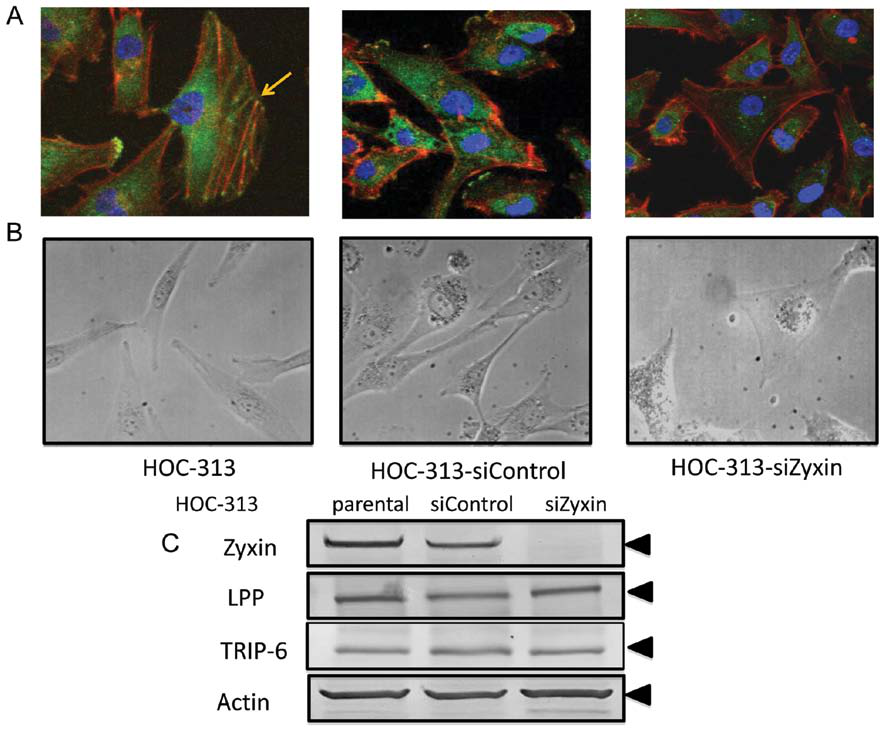 A
B
HOC-313
HOC-313-siControl
HOC-313-siZyxin
HOC-313 parental siControl siZyxin
C
Zyxin
LPP
TRIP-6
Actin